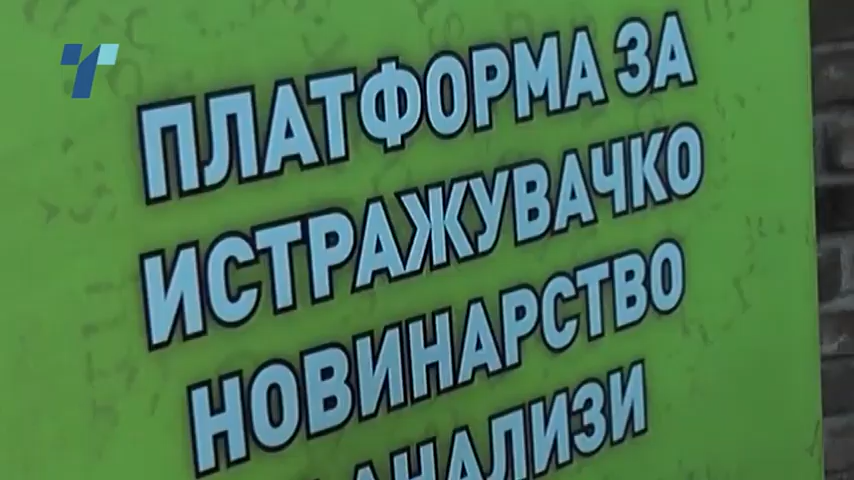 ПЛАТФОРМА ЗА
ИСТРАЖУВАЧКО
НОВИНАРСТВО
АНАЛИЗИ